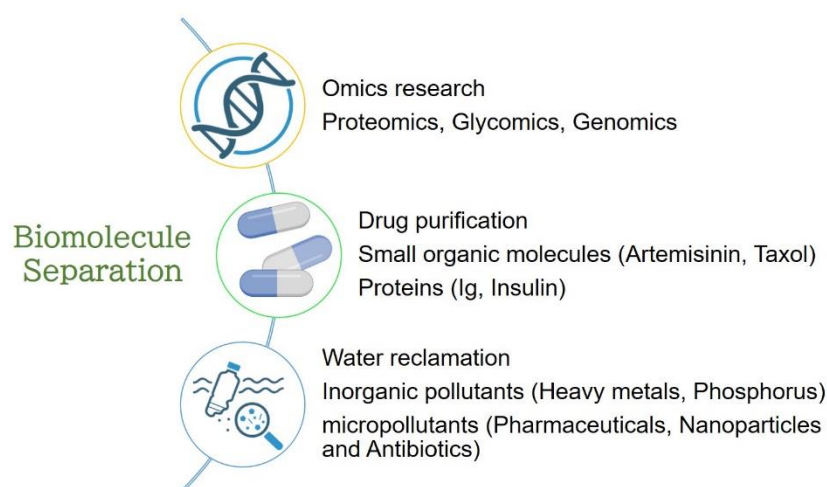 Omics research
Proteomics, Glycomics, Genomics
Biomolecule
Separation
Drug purification
Small organic molecules (Artemisinin, Taxol)
Proteins (Ig, Insulin)
Water reclamation
Inorganic pollutants (Heavy metals, Phosphorus)
micropollutants (Pharmaceuticals, Nanoparticles
and Antibiotics)